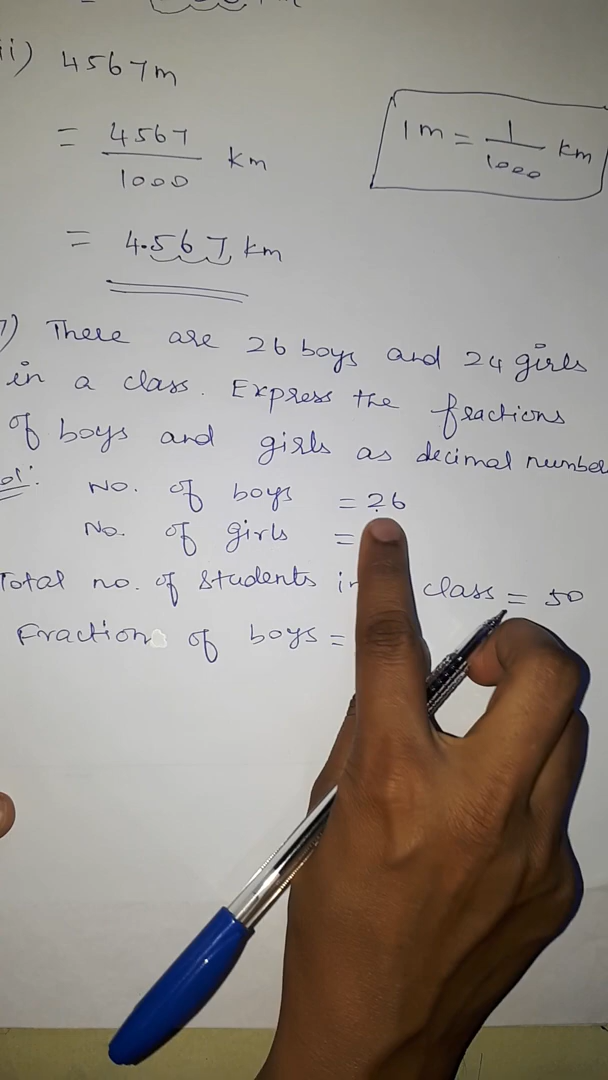 ii) 4567m
= 4567/1000 km
1m = 1/1000 km
= 4.567 km
7) There are 26 boys and 24 girls
in a class. Express the fractions
of boys and girls as decimal number
Sol:
No. of boys = 26
No. of girls =
Total no. of students in class = 50
Fraction of boys =